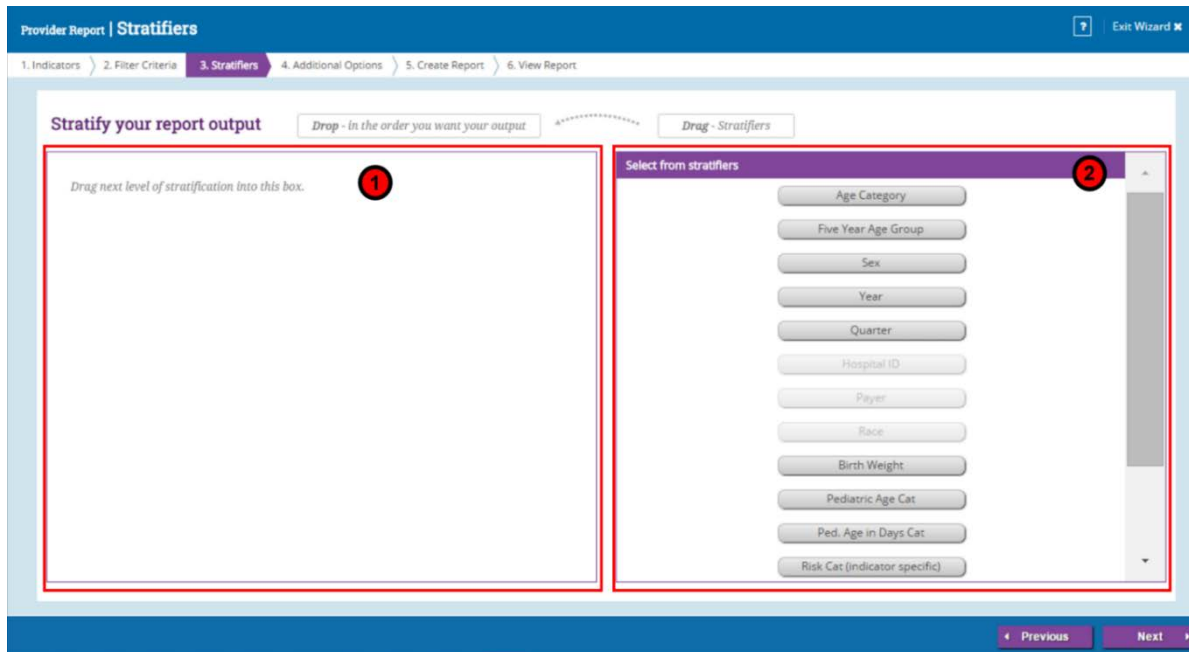 Provider Report | Stratifiers
? Exit Wizard ✖
1. Indicators 2. Filter Criteria 3. Stratifiers 4. Additional Options 5. Create Report 6. View Report
Stratify your report output
Drop - in the order you want your output
Drag - Stratifiers
Drag next level of stratification into this box.
1
Select from stratifiers
2
Age Category
Five Year Age Group
Sex
Year
Quarter
Hospital ID
Payer
Race
Birth Weight
Pediatric Age Cat
Ped. Age in Days Cat
Risk Cat (indicator specific)
Previous
Next